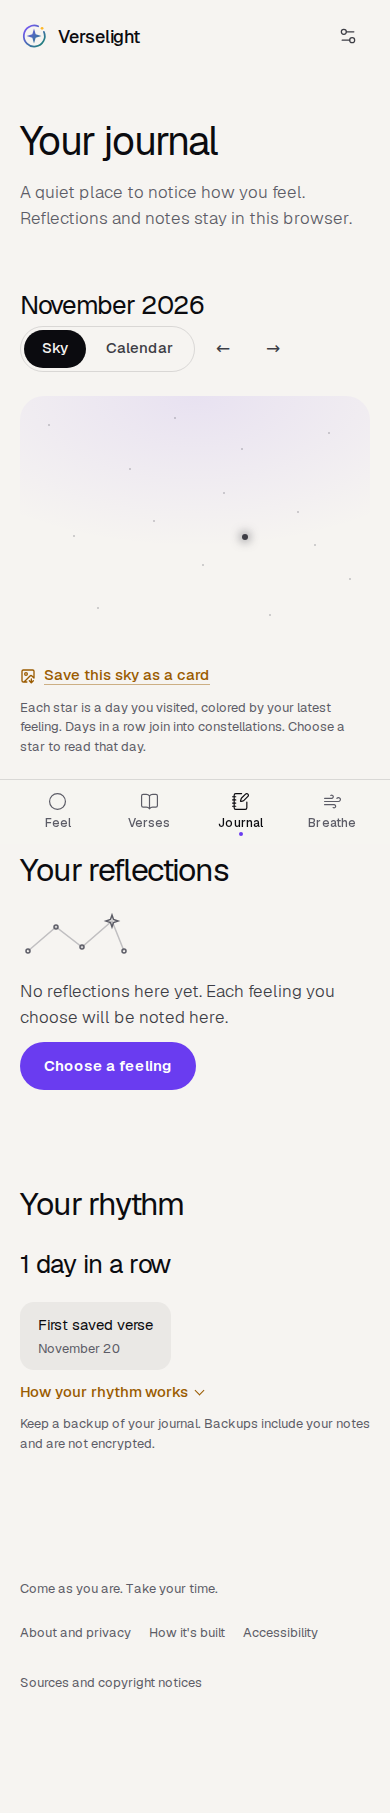 Verselight
Your journal
A quiet place to notice how you feel.
Reflections and notes stay in this browser.
November 2026
Sky
Calendar
← →
Save this sky as a card
Each star is a day you visited, colored by your latest
feeling. Days in a row join into constellations. Choose a
star to read that day.
Feel
Verses
Journal
Breathe
Your reflections
No reflections here yet. Each feeling you
choose will be noted here.
Choose a feeling
Your rhythm
1 day in a row
First saved verse
November 20
How your rhythm works
Keep a backup of your journal. Backups include your notes
and are not encrypted.
Come as you are. Take your time.
About and privacy
How it's built
Accessibility
Sources and copyright notices